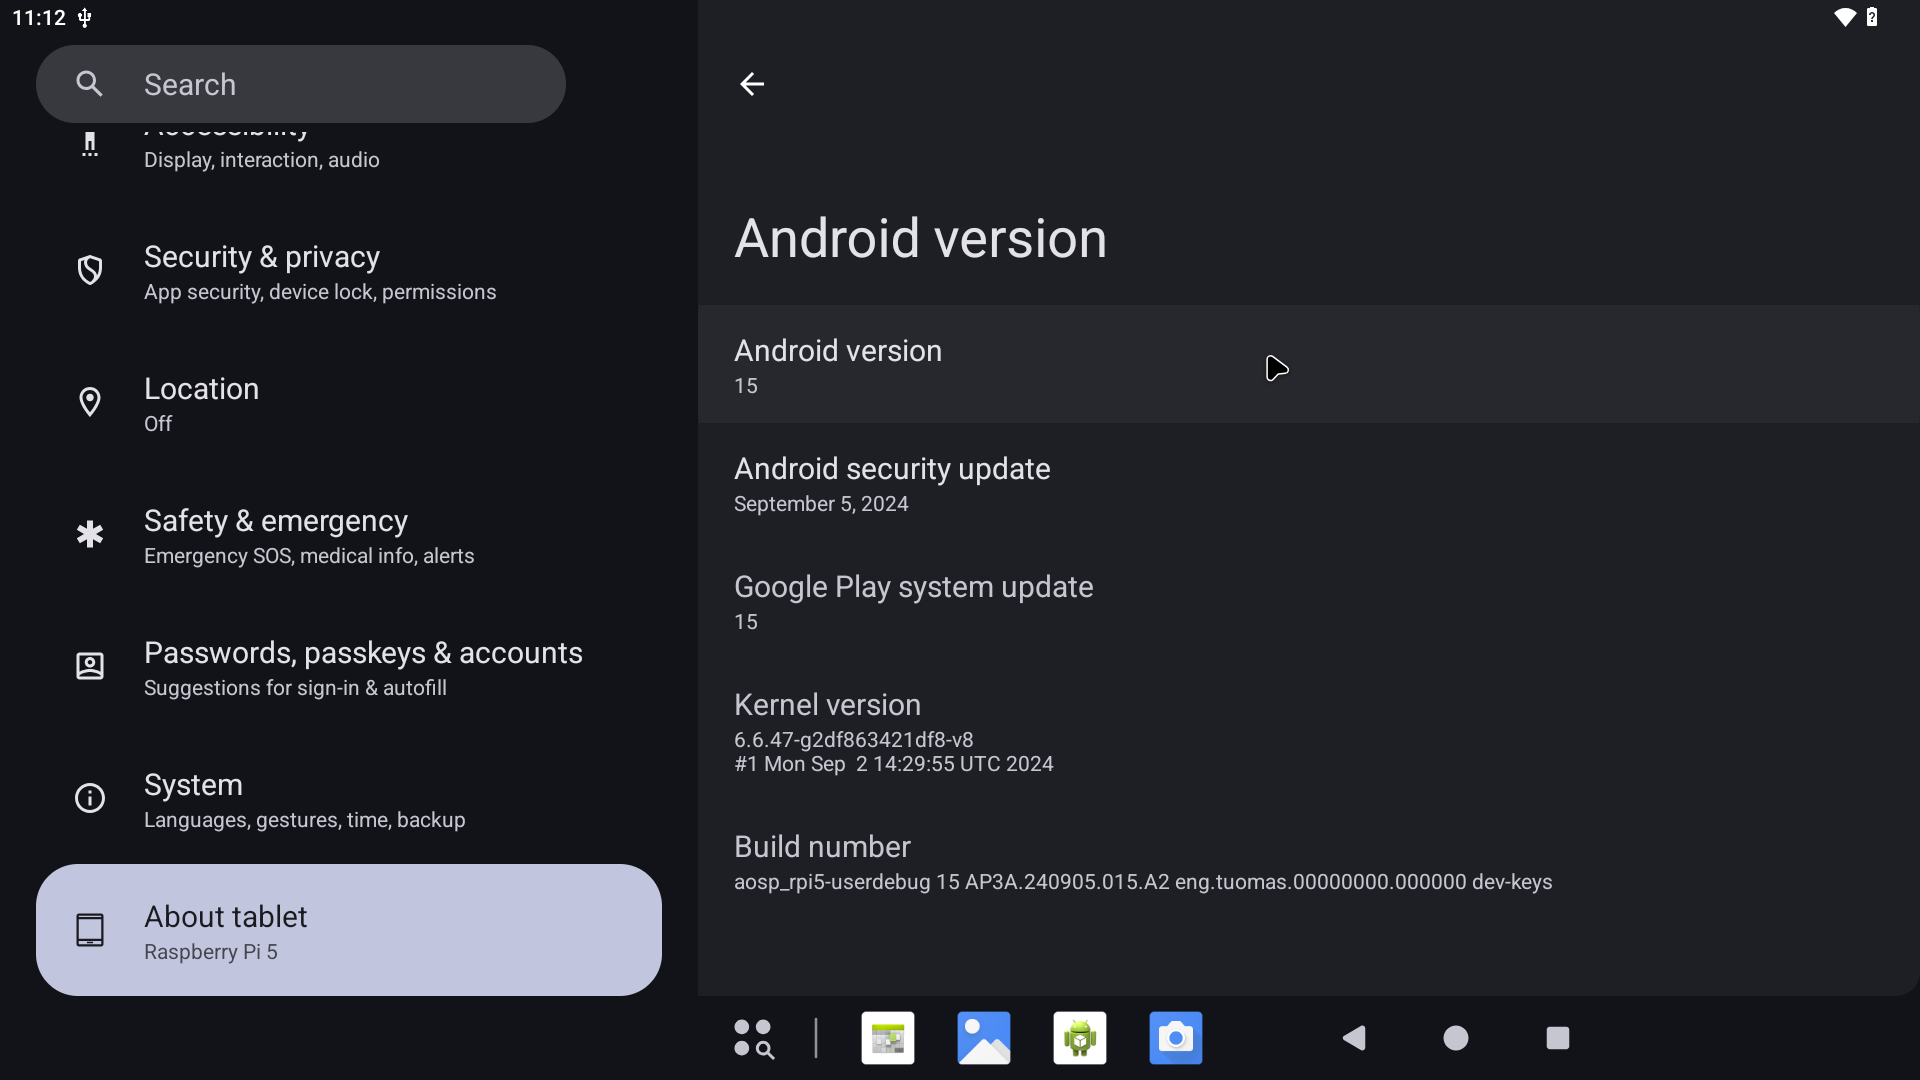 11:12
Search
Accessibility
Display, interaction, audio
Security & privacy
App security, device lock, permissions
Location
Off
Safety & emergency
Emergency SOS, medical info, alerts
Passwords, passkeys & accounts
Suggestions for sign-in & autofill
System
Languages, gestures, time, backup
About tablet
Raspberry Pi 5
Android version
Android version
15
Android security update
September 5, 2024
Google Play system update
15
Kernel version
6.6.47-g2df863421df8-v8
#1 Mon Sep  2 14:29:55 UTC 2024
Build number
aosp_rpi5-userdebug 15 AP3A.240905.015.A2 eng.tuomas.00000000.000000 dev-keys